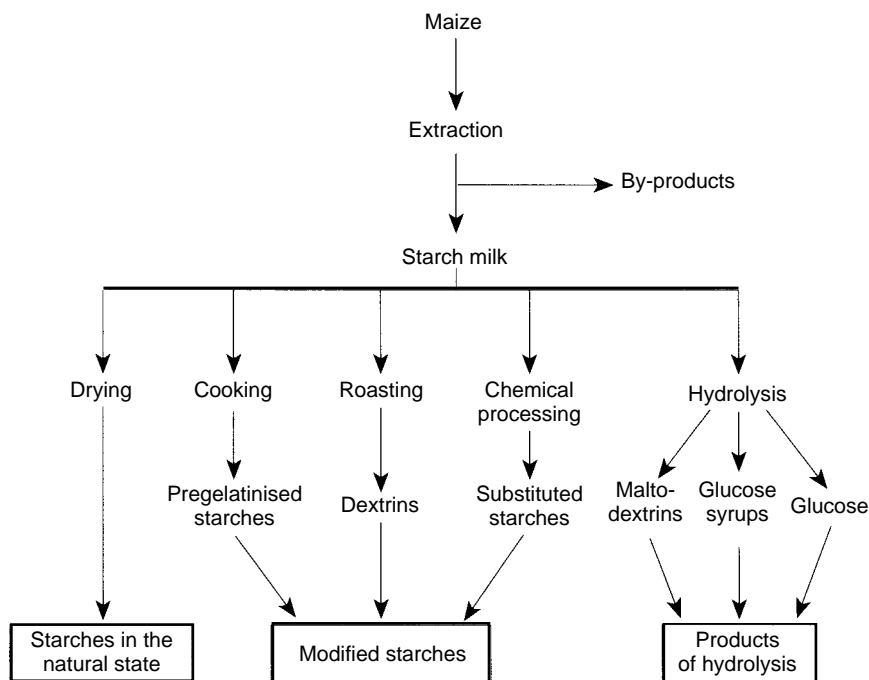 Maize
Extraction
By-products
Starch milk
Drying
Cooking
Roasting
Chemical
processing
Hydrolysis
Pregelatinised
starches
Dextrins
Substituted
starches
Malto-
dextrins
Glucose
syrups
Glucose
Starches in the
natural state
Modified starches
Products
of hydrolysis